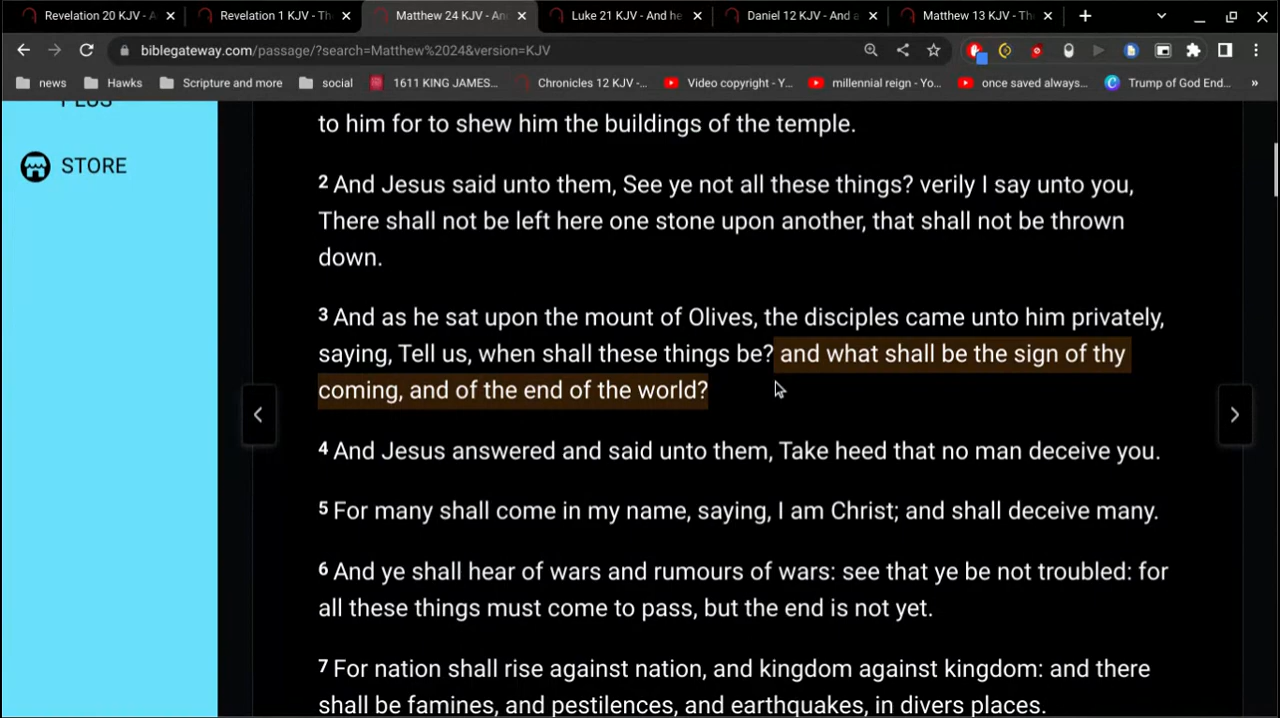 Revelation 20 KJV - A
Revelation 1 KJV - Th
Matthew 24 KJV - An
Luke 21 KJV - And he
Daniel 12 KJV - And a
Matthew 13 KJV - The
biblegateway.com/passage/?search=Matthew%2024&version=KJV
news
Hawks
Scripture and more
social
1611 KING JAMES...
Chronicles 12 KJV -...
Video copyright - Y...
millennial reign - Yo...
once saved always...
Trump of God End...
»
PLUS
STORE
to him for to shew him the buildings of the temple.
2 And Jesus said unto them, See ye not all these things? verily I say unto you,
There shall not be left here one stone upon another, that shall not be thrown
down.
3 And as he sat upon the mount of Olives, the disciples came unto him privately,
saying, Tell us, when shall these things be? and what shall be the sign of thy
coming, and of the end of the world?
4 And Jesus answered and said unto them, Take heed that no man deceive you.
5 For many shall come in my name, saying, I am Christ; and shall deceive many.
6 And ye shall hear of wars and rumours of wars: see that ye be not troubled: for
all these things must come to pass, but the end is not yet.
7 For nation shall rise against nation, and kingdom against kingdom: and there
shall be famines, and pestilences, and earthquakes, in divers places.